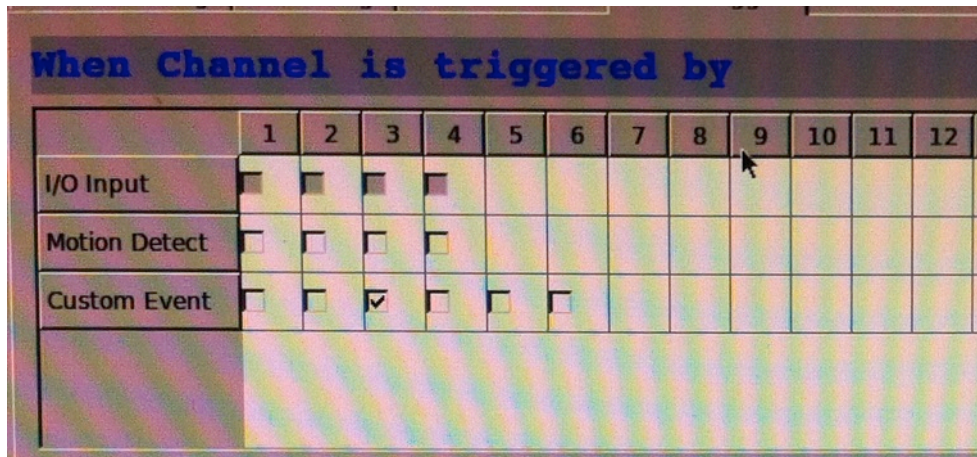 When Channel is triggered by
1 2 3 4 5 6 7 8 9 10 11 12
I/O Input
Motion Detect
Custom Event